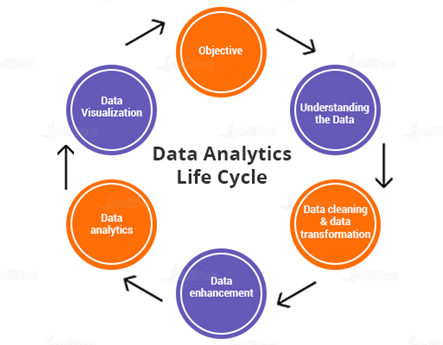 Objective
Understanding
the Data
Data cleaning
& data
transformation
Data
enhancement
Data
analytics
Data
Visualization
Data Analytics
Life Cycle